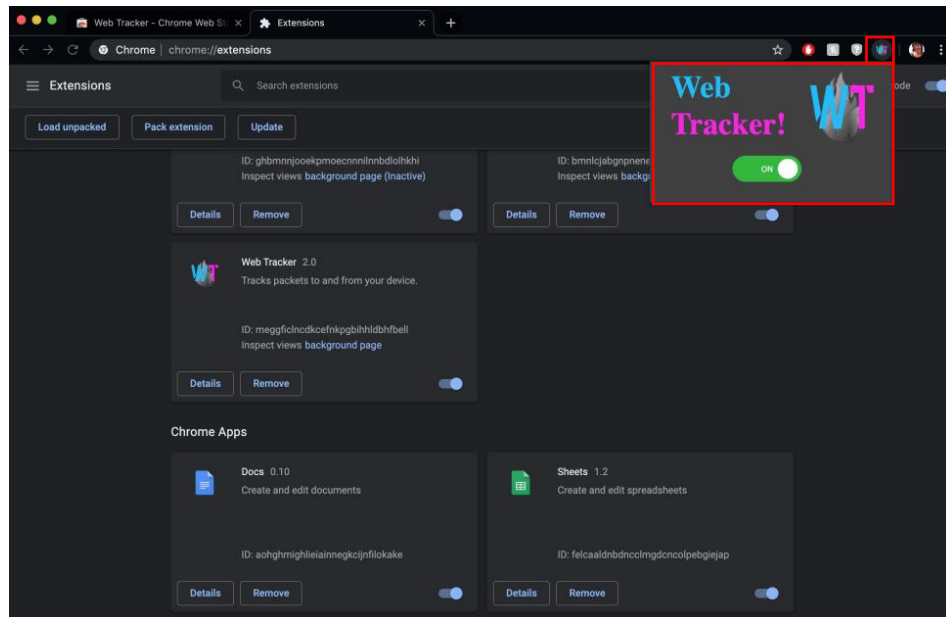 Web Tracker - Chrome Web St
Extensions
Chrome | chrome://extensions
Extensions
Search extensions
ode
Load unpacked
Pack extension
Update
Web
Tracker!
WT
ON
ID: ghbmnnjooekpmoecnnnilnnbdlolhkhi
Inspect views background page (Inactive)
Details
Remove
ID: bmnlcjabgnpnene
Inspect views backgr
Details
Remove
WT
Web Tracker 2.0
Tracks packets to and from your device.
ID: meggficlncdkcefnkpgbihhldbhfbell
Inspect views background page
Details
Remove
Chrome Apps
Docs 0.10
Create and edit documents
ID: aohghmighlieiainnegkcijnfilokake
Details
Remove
Sheets 1.2
Create and edit spreadsheets
ID: felcaaldnbdncclmgdcncolpebgiejap
Details
Remove